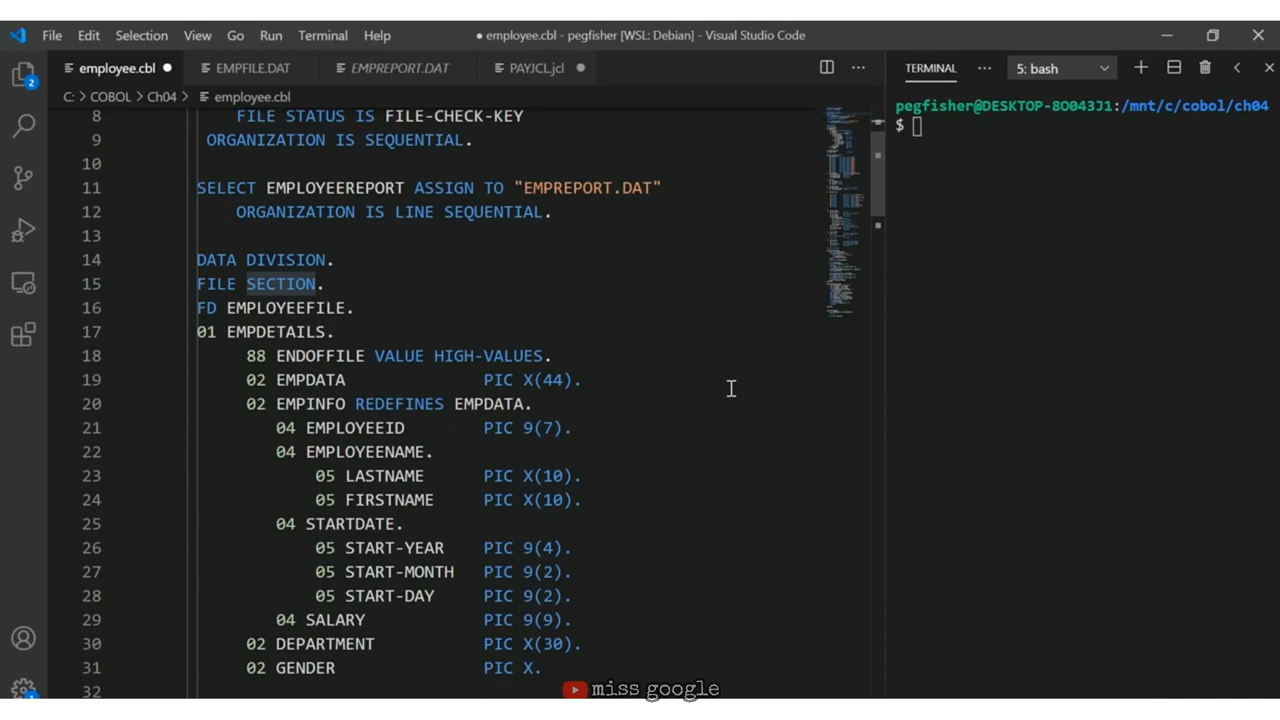 File Edit Selection View Go Run Terminal Help ● employee.cbl - pegfisher [WSL: Debian] - Visual Studio Code
employee.cbl ● EMPFILE.DAT EMPREPORT.DAT PAYJCL.jcl ● TERMINAL ··· 5: bash
C: > COBOL > Ch04 > employee.cbl
8 FILE STATUS IS FILE-CHECK-KEY
9 ORGANIZATION IS SEQUENTIAL.
10
11 SELECT EMPLOYEEREPORT ASSIGN TO "EMPREPORT.DAT"
12 ORGANIZATION IS LINE SEQUENTIAL.
13
14 DATA DIVISION.
15 FILE SECTION.
16 FD EMPLOYEEFILE.
17 01 EMPDETAILS.
18 88 ENDOFFILE VALUE HIGH-VALUES.
19 02 EMPDATA PIC X(44).
20 02 EMPINFO REDEFINES EMPDATA.
21 04 EMPLOYEEID PIC 9(7).
22 04 EMPLOYEENAME.
23 05 LASTNAME PIC X(10).
24 05 FIRSTNAME PIC X(10).
25 04 STARTDATE.
26 05 START-YEAR PIC 9(4).
27 05 START-MONTH PIC 9(2).
28 05 START-DAY PIC 9(2).
29 04 SALARY PIC 9(9).
30 02 DEPARTMENT PIC X(30).
31 02 GENDER PIC X.
32
pegfisher@DESKTOP-8O043J1:/mnt/c/cobol/ch04
$
2
1
miss google